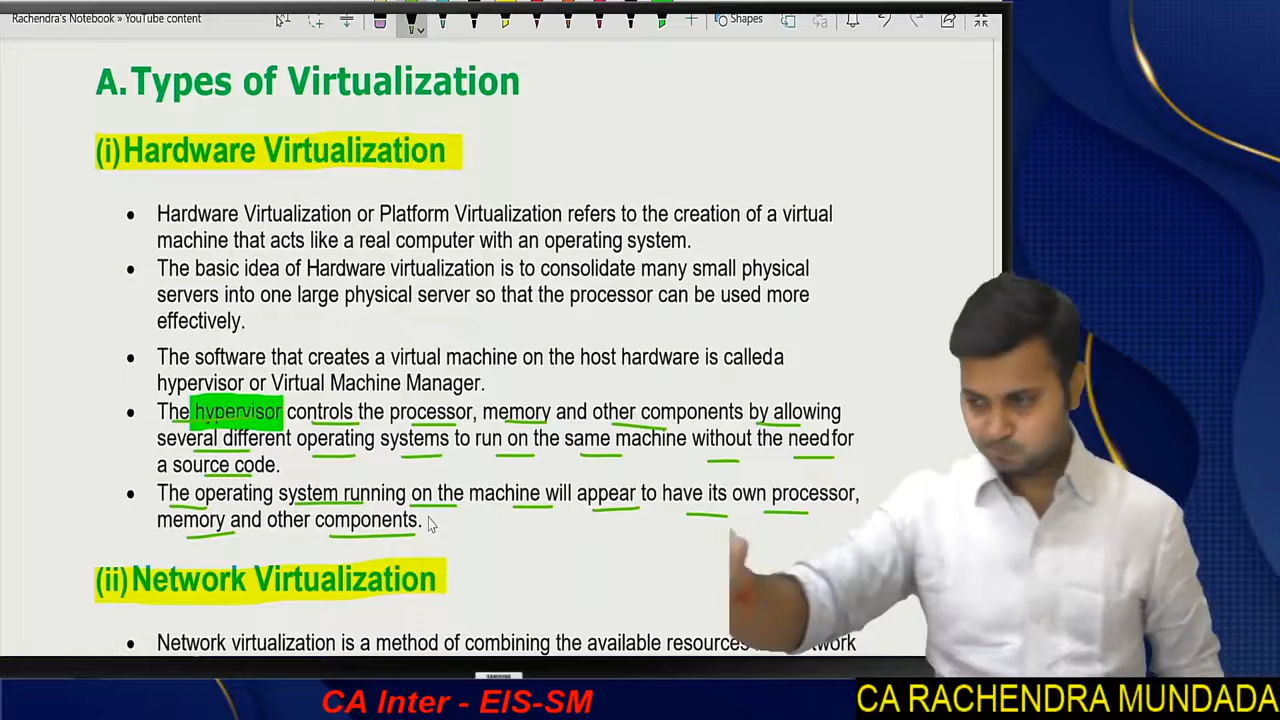 Rachendra's Notebook » YouTube content
Shapes
A. Types of Virtualization
(i) Hardware Virtualization
• Hardware Virtualization or Platform Virtualization refers to the creation of a virtual
machine that acts like a real computer with an operating system.
• The basic idea of Hardware virtualization is to consolidate many small physical
servers into one large physical server so that the processor can be used more
effectively.
• The software that creates a virtual machine on the host hardware is called a
hypervisor or Virtual Machine Manager.
• The hypervisor controls the processor, memory and other components by allowing
several different operating systems to run on the same machine without the need for
a source code.
• The operating system running on the machine will appear to have its own processor,
memory and other components.
(ii) Network Virtualization
• Network virtualization is a method of combining the available resources
SAMSUNG
CA Inter - EIS-SM
CA RACHENDRA MUNDADA